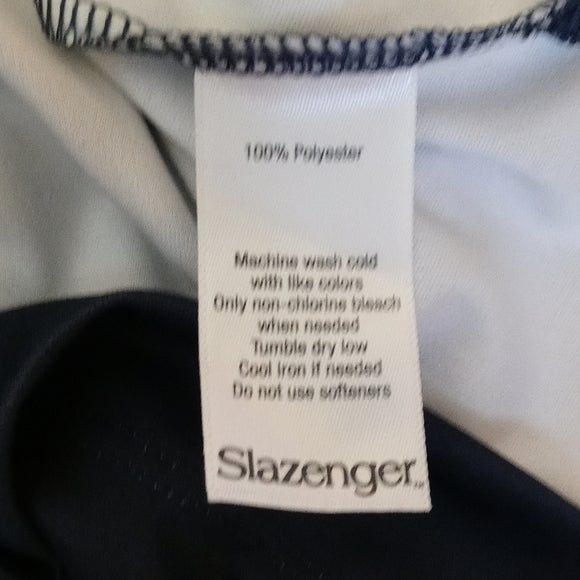 100% Polyester
Machine wash cold
with like colors
Only non-chlorine bleach
when needed
Tumble dry low
Cool iron if needed
Do not use softeners
Slazenger™